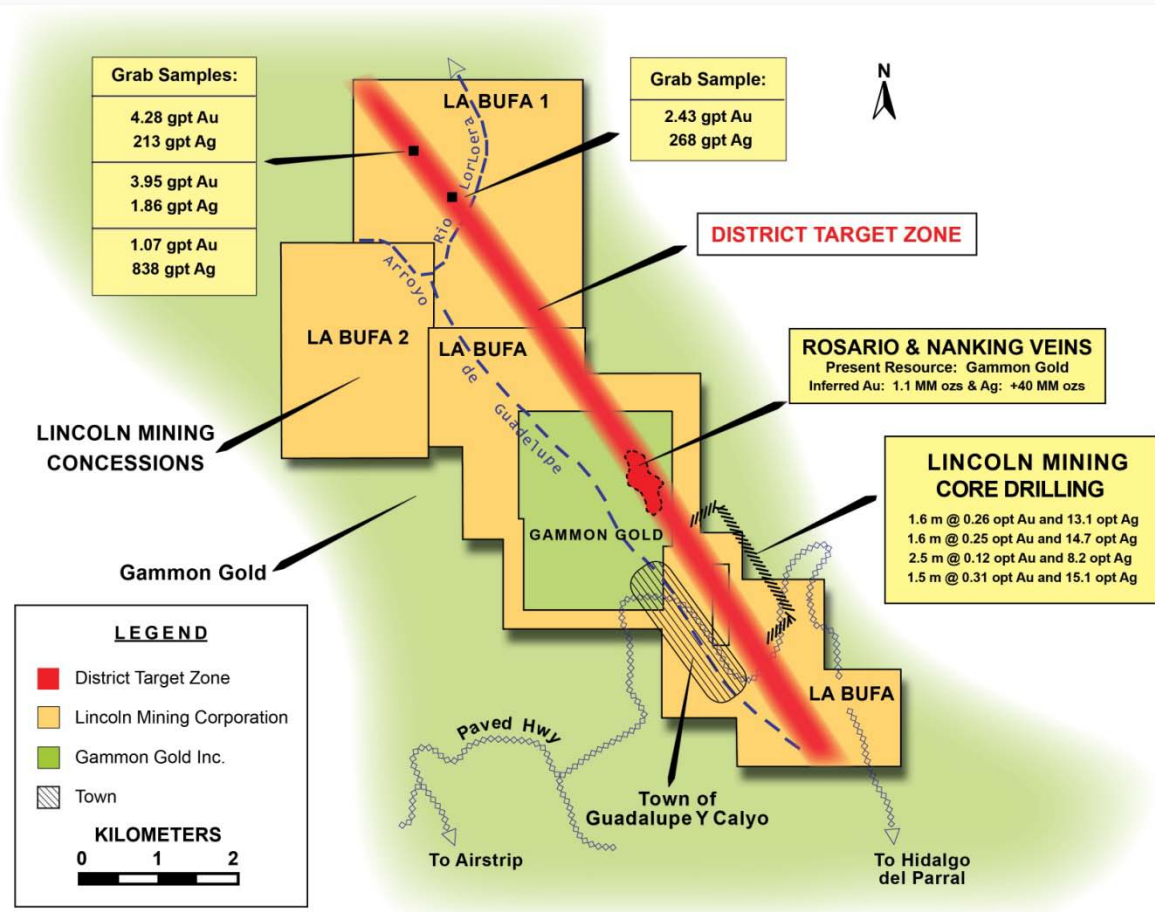 Grab Samples:
4.28 gpt Au
213 gpt Ag
3.95 gpt Au
1.86 gpt Ag
1.07 gpt Au
838 gpt Ag
LA BUFA 1
Grab Sample:
2.43 gpt Au
268 gpt Ag
N
Río LorLoera
DISTRICT TARGET ZONE
Arroyo de Guadelupe
LA BUFA 2
LA BUFA
ROSARIO & NANKING VEINS
Present Resource: Gammon Gold
Inferred Au: 1.1 MM ozs & Ag: +40 MM ozs
LINCOLN MINING
CONCESSIONS
LINCOLN MINING
CORE DRILLING
1.6 m @ 0.26 opt Au and 13.1 opt Ag
1.6 m @ 0.25 opt Au and 14.7 opt Ag
2.5 m @ 0.12 opt Au and 8.2 opt Ag
1.5 m @ 0.31 opt Au and 15.1 opt Ag
GAMMON GOLD
Gammon Gold
LA BUFA
LEGEND
District Target Zone
Lincoln Mining Corporation
Gammon Gold Inc.
Town
KILOMETERS
0 1 2
Paved Hwy
To Airstrip
Town of
Guadalupe Y Calyo
To Hidalgo
del Parral